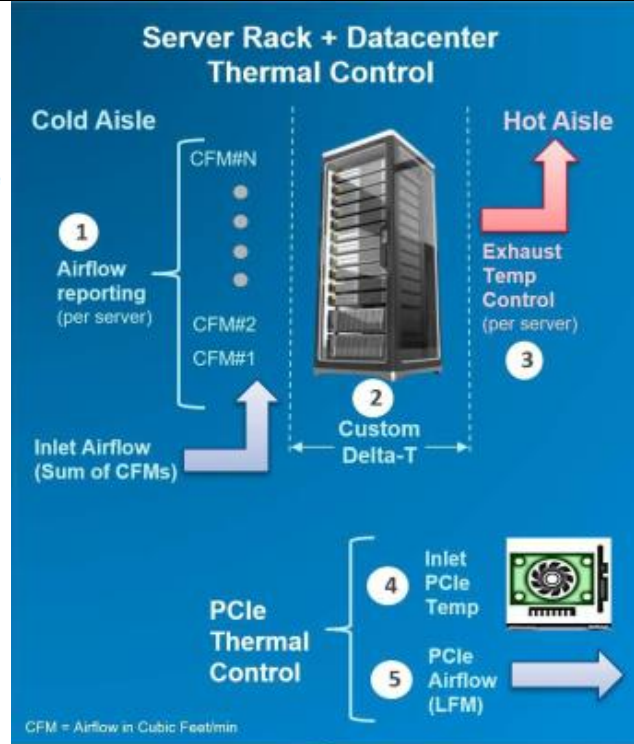 Server Rack + Datacenter
Thermal Control
Cold Aisle
Hot Aisle
CFM#N
1
Airflow
reporting
(per server)
CFM#2
CFM#1
Exhaust
Temp
Control
(per server)
3
2
Custom
Delta-T
Inlet Airflow
(Sum of CFMs)
PCIe
Thermal
Control
4
Inlet
PCIe
Temp
5
PCIe
Airflow
(LFM)
CFM = Airflow in Cubic Feet/min